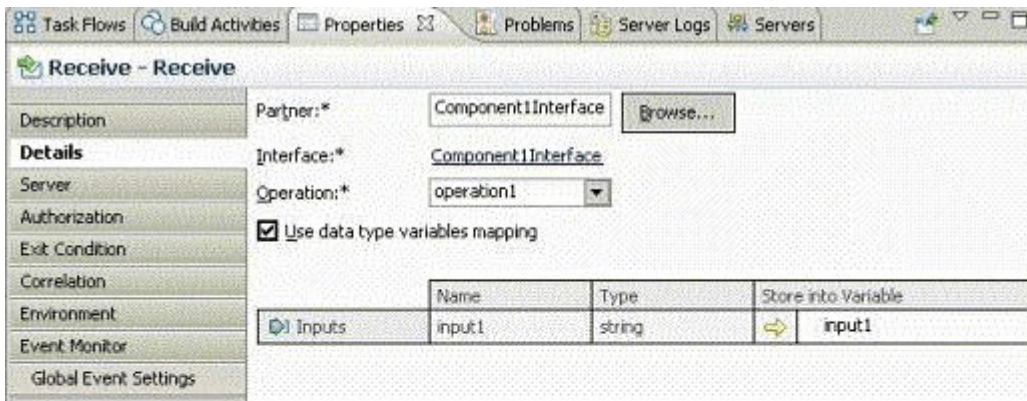 Task Flows Build Activities Properties Problems Server Logs Servers
Receive - Receive
Description
Details
Server
Authorization
Exit Condition
Correlation
Environment
Event Monitor
Global Event Settings
Partner:* Component1Interface Browse...
Interface:* Component1Interface
Operation:* operation1
Use data type variables mapping
Name Type Store into Variable
Inputs input1 string input1